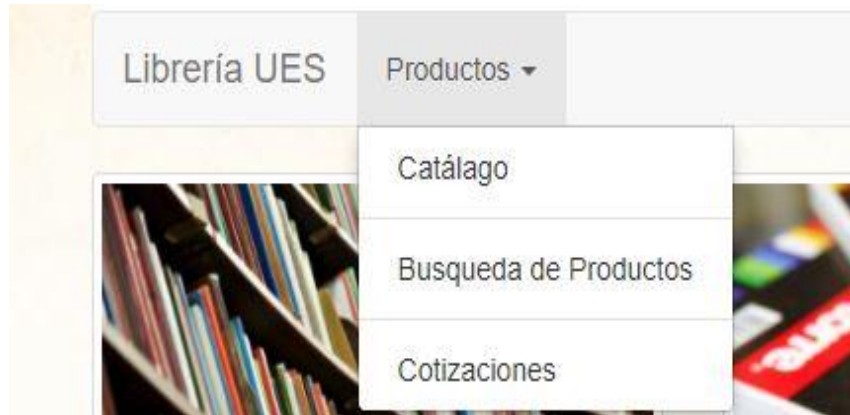 Librería UES
Productos
Catálago
Busqueda de Productos
Cotizaciones